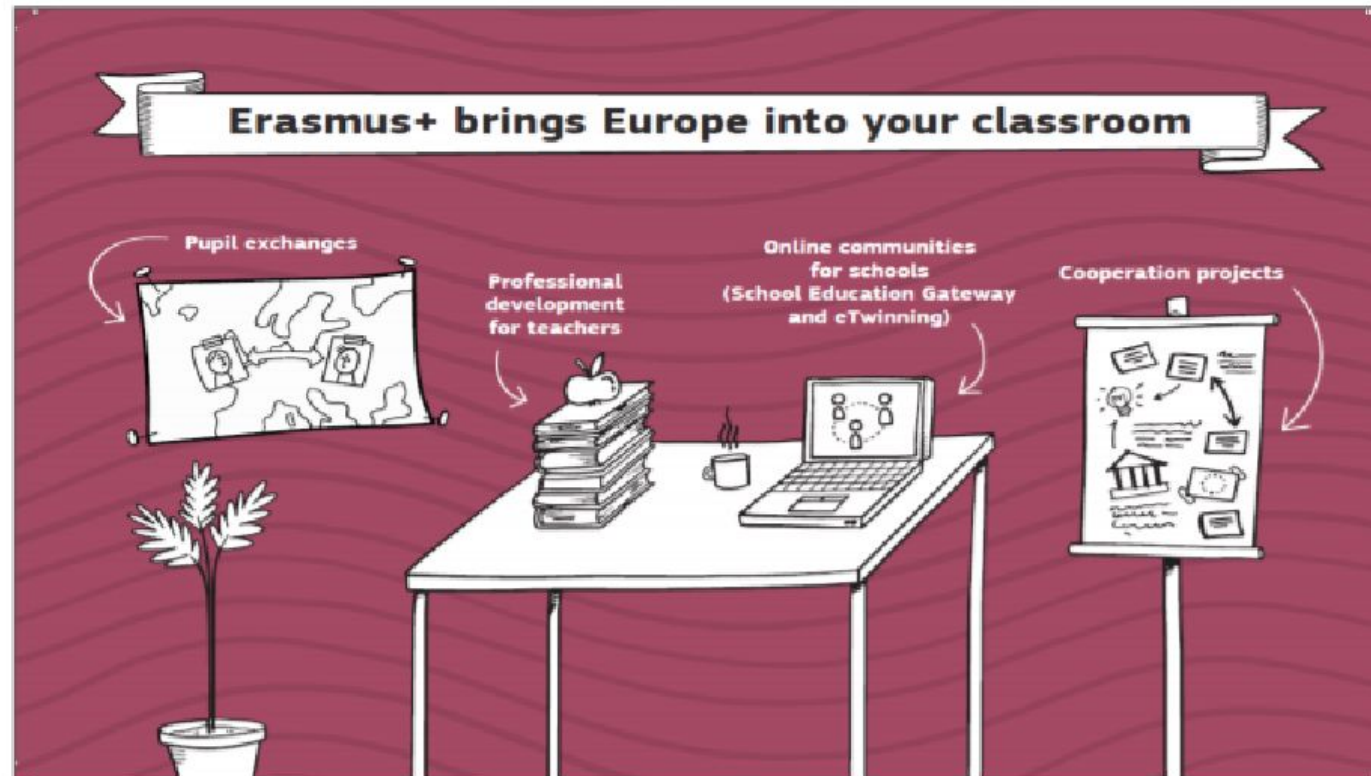 Erasmus+ brings Europe into your classroom
Pupil exchanges
Professional
development
for teachers
Online communities
for schools
(School Education Gateway
and eTwinning)
Cooperation projects